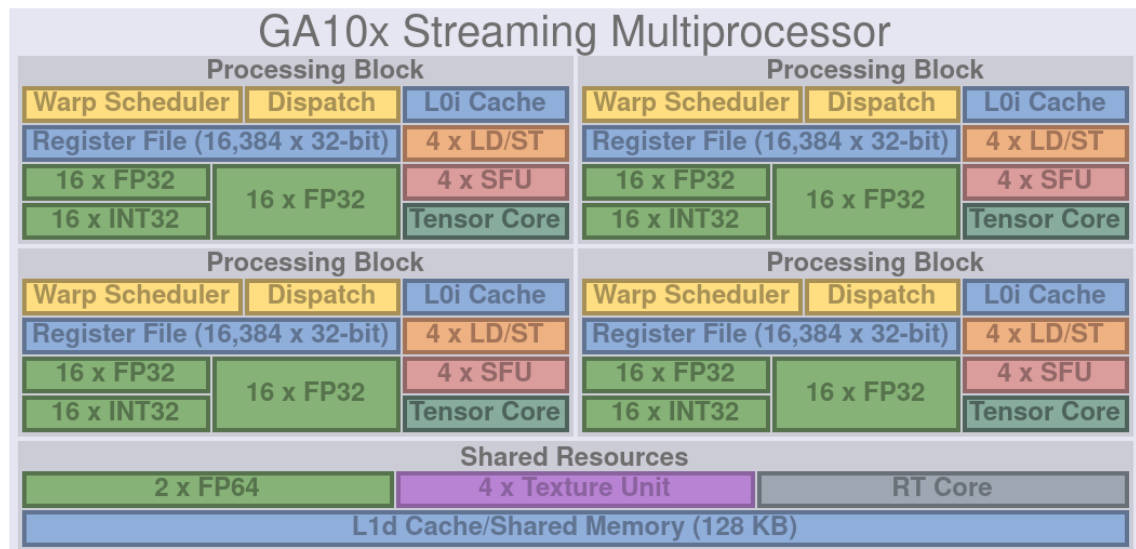 GA10x Streaming Multiprocessor
Processing Block
Warp Scheduler Dispatch L0i Cache
Register File (16,384 x 32-bit) 4 x LD/ST
16 x FP32 16 x FP32 4 x SFU
16 x INT32 Tensor Core
Processing Block
Warp Scheduler Dispatch L0i Cache
Register File (16,384 x 32-bit) 4 x LD/ST
16 x FP32 16 x FP32 4 x SFU
16 x INT32 Tensor Core
Processing Block
Warp Scheduler Dispatch L0i Cache
Register File (16,384 x 32-bit) 4 x LD/ST
16 x FP32 16 x FP32 4 x SFU
16 x INT32 Tensor Core
Processing Block
Warp Scheduler Dispatch L0i Cache
Register File (16,384 x 32-bit) 4 x LD/ST
16 x FP32 16 x FP32 4 x SFU
16 x INT32 Tensor Core
Shared Resources
2 x FP64 4 x Texture Unit RT Core
L1d Cache/Shared Memory (128 KB)